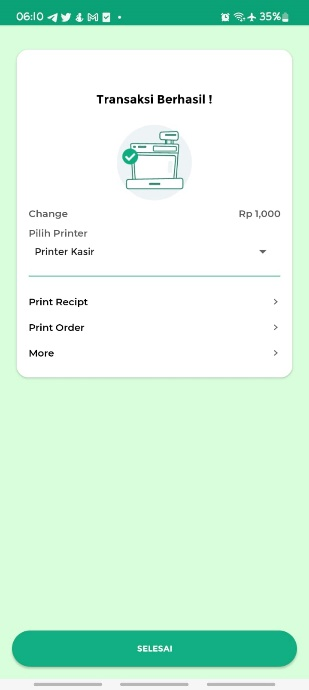 06:10
35%
Transaksi Berhasil !
Change Rp 1,000
Pilih Printer
Printer Kasir
Print Recipt
Print Order
More
SELESAI